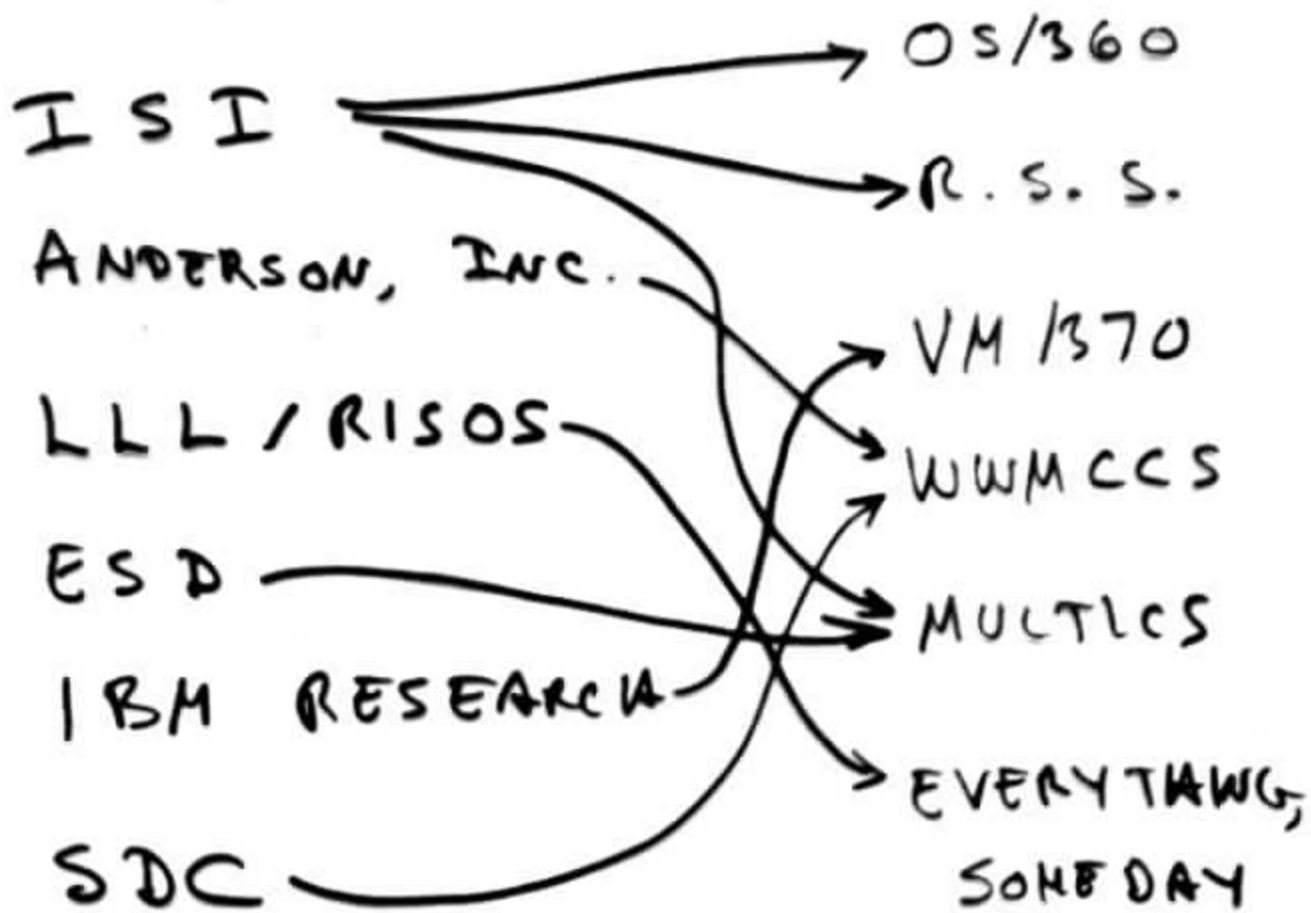 ISI
ANDERSON, INC.
LLL / RISOS
ESD
IBM RESEARCH
SDC
OS/360
R.S.S.
VM/370
WWMCCS
MULTICS
EVERYTHING,
SOMEDAY